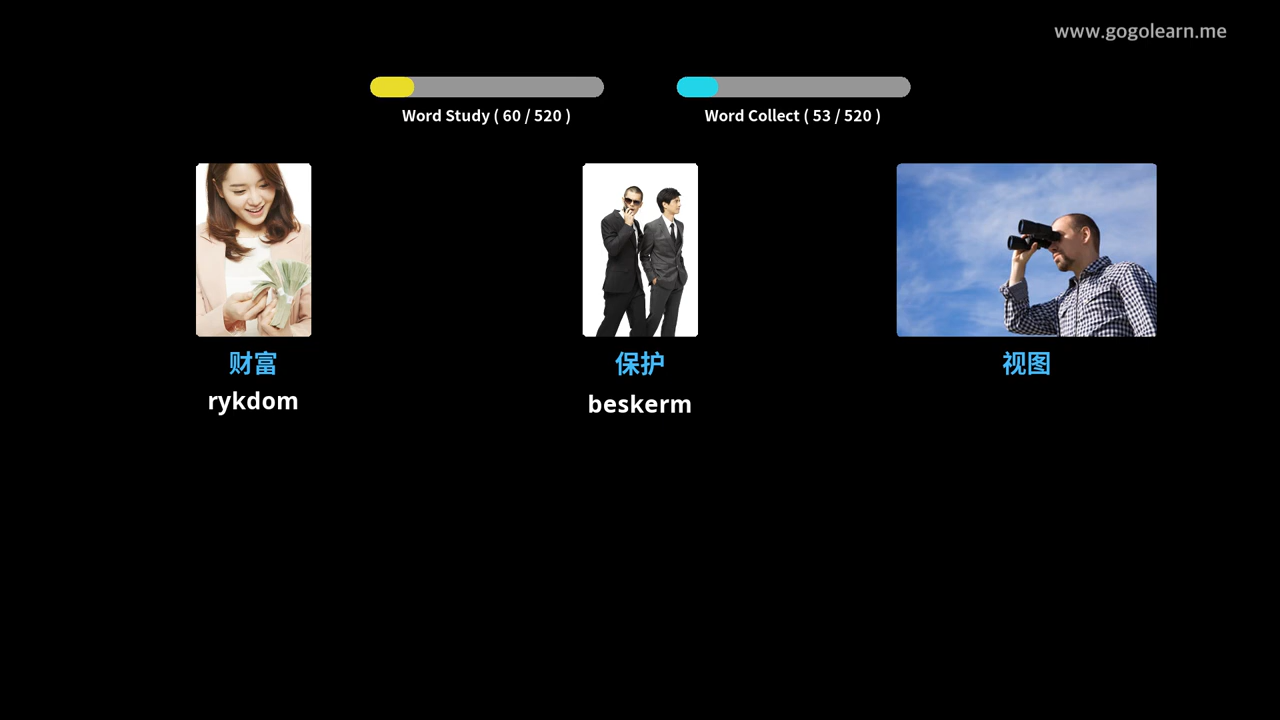 www.gogolearn.me
Word Study ( 60 / 520 )
Word Collect ( 53 / 520 )
财富
保护
视图
rykdom
beskerm